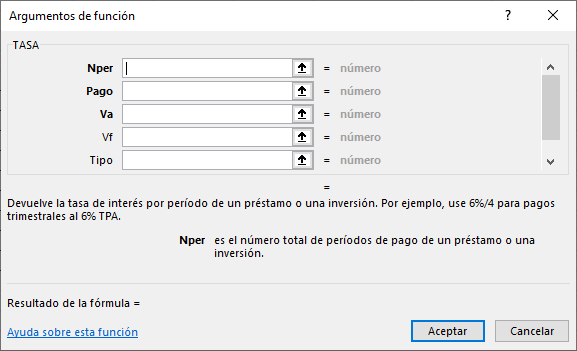 Argumentos de función ? ×
TASA
Nper = número
Pago = número
Va = número
Vf = número
Tipo = número
=
Devuelve la tasa de interés por período de un préstamo o una inversión. Por ejemplo, use 6%/4 para pagos
trimestrales al 6% TPA.
Nper es el número total de períodos de pago de un préstamo o una
inversión.
Resultado de la fórmula =
Ayuda sobre esta función Aceptar Cancelar